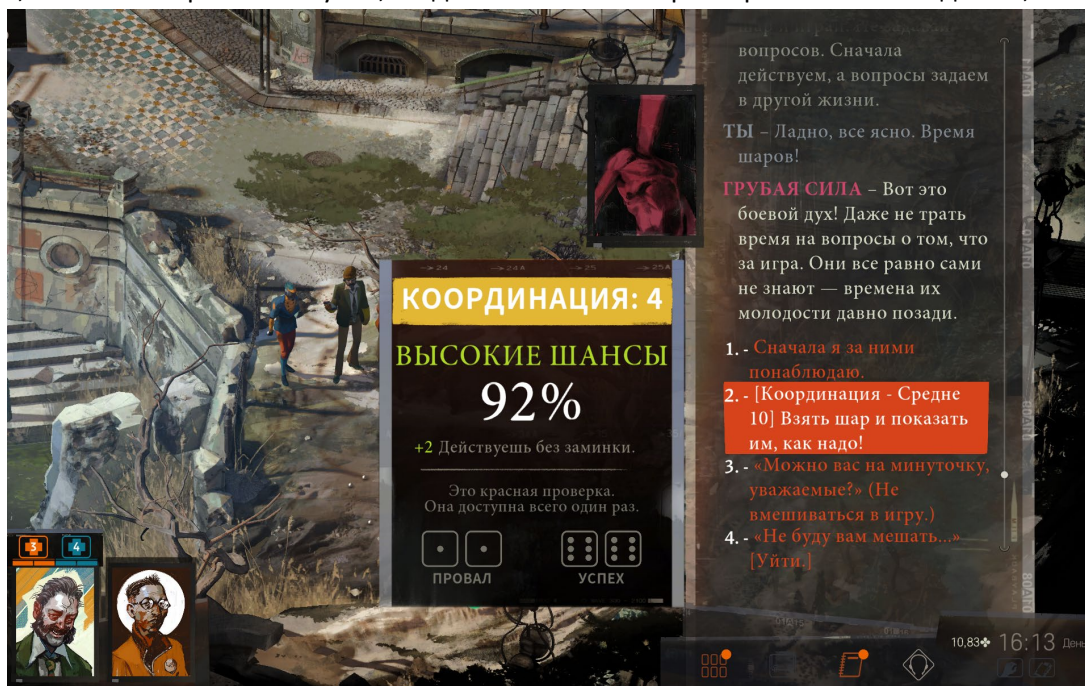 вопросов. Сначала
действуем, а вопросы задаем
в другой жизни.
ТЫ – Ладно, все ясно. Время
шаров!
ГРУБАЯ СИЛА – Вот это
боевой дух! Даже не трать
время на вопросы о том, что
за игра. Они все равно сами
не знают — времена их
молодости давно позади.
1. - Сначала я за ними
понаблюдаю.
2. - [Координация - Средне
10] Взять шар и показать
им, как надо!
3. - «Можно вас на минуточку,
уважаемые?» (Не
вмешиваться в игру.)
4. - «Не буду вам мешать...»
[Уйти.]
24
24A
25
25A
КООРДИНАЦИЯ: 4
ВЫСОКИЕ ШАНСЫ
92%
+2 Действуешь без заминки.
Это красная проверка.
Она доступна всего один раз.
ПРОВАЛ
УСПЕХ
3
4
10,83 16:13 День